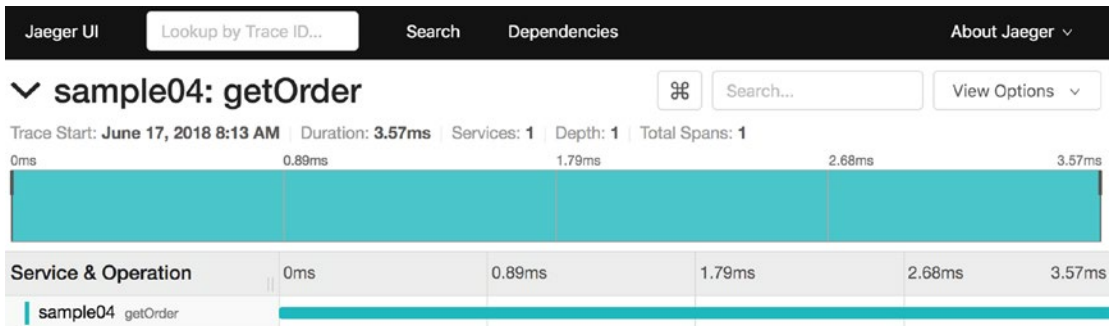 Jaeger UI Lookup by Trace ID... Search Dependencies About Jaeger
sample04: getOrder ⌘ Search... View Options
Trace Start: June 17, 2018 8:13 AM Duration: 3.57ms Services: 1 Depth: 1 Total Spans: 1
0ms 0.89ms 1.79ms 2.68ms 3.57ms
Service & Operation 0ms 0.89ms 1.79ms 2.68ms 3.57ms
sample04 getOrder